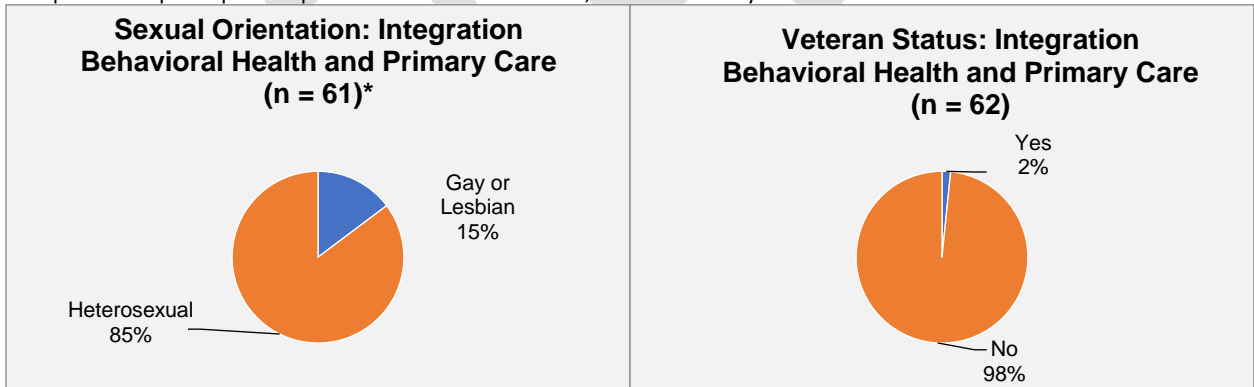 Sexual Orientation: Integration
Behavioral Health and Primary Care
(n = 61)*
Gay or
Lesbian
15%
Heterosexual
85%
Veteran Status: Integration
Behavioral Health and Primary Care
(n = 62)
Yes
2%
No
98%